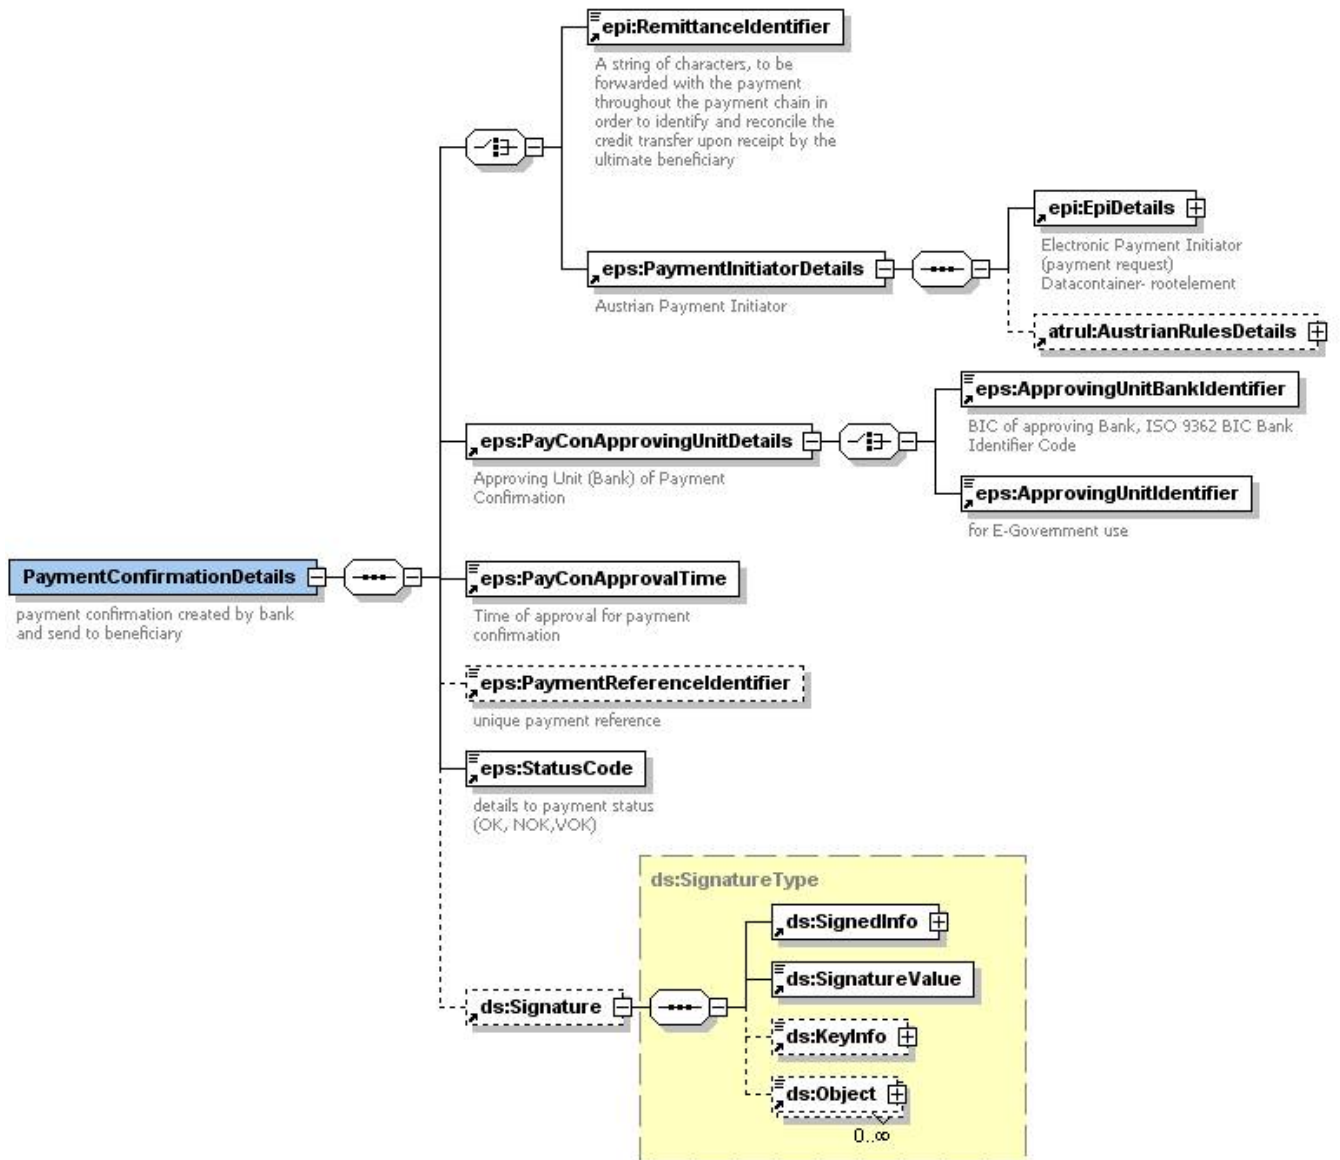 epi:RemittanceIdentifier
A string of characters, to be
forwarded with the payment
throughout the payment chain in
order to identify and reconcile the
credit transfer upon receipt by the
ultimate beneficiary
epi:EpiDetails
Electronic Payment Initiator
(payment request)
Datacontainer- rootelement
eps:PaymentInitiatorDetails
Austrian Payment Initiator
atrul:AustrianRulesDetails
eps:ApprovingUnitBankIdentifier
BIC of approving Bank, ISO 9362 BIC Bank
Identifier Code
eps:PayConApprovingUnitDetails
Approving Unit (Bank) of Payment
Confirmation
eps:ApprovingUnitIdentifier
for E-Government use
PaymentConfirmationDetails
payment confirmation created by bank
and send to beneficiary
eps:PayConApprovalTime
Time of approval for payment
confirmation
eps:PaymentReferenceIdentifier
unique payment reference
eps:StatusCode
details to payment status
(OK, NOK,VOK)
ds:SignatureType
ds:SignedInfo
ds:SignatureValue
ds:Signature
ds:KeyInfo
ds:Object
0..∞